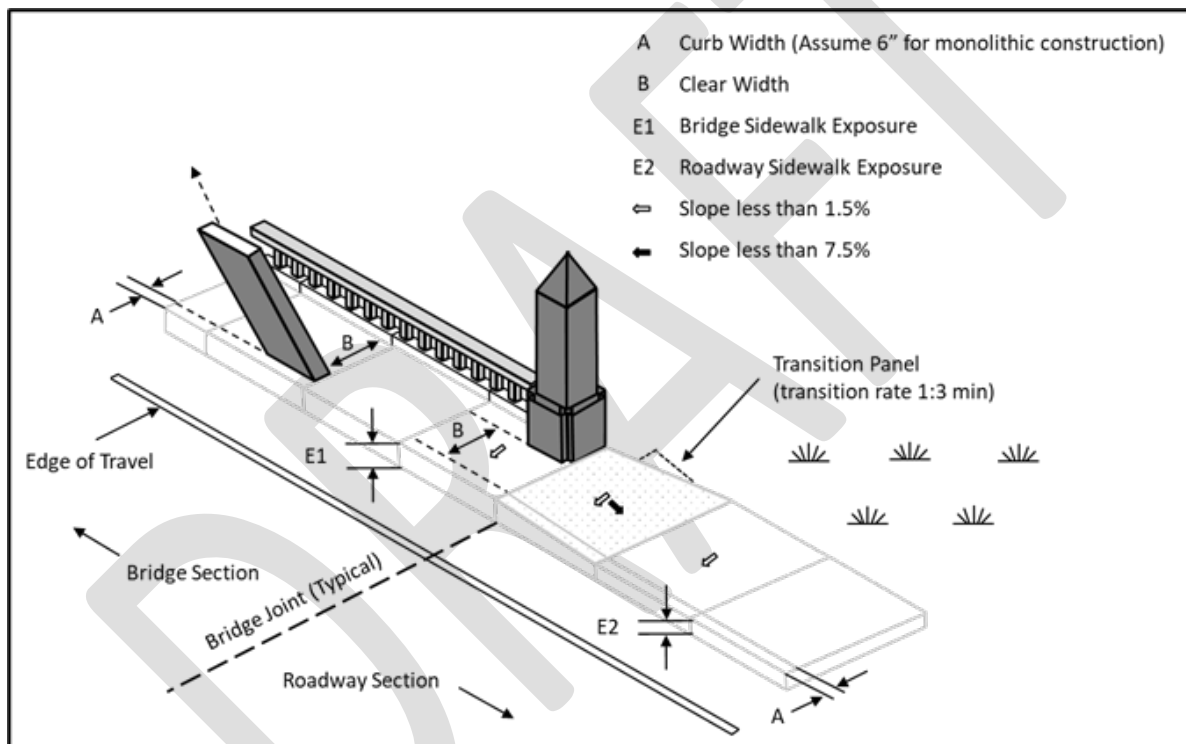 A Curb Width (Assume 6" for monolithic construction)
B Clear Width
E1 Bridge Sidewalk Exposure
E2 Roadway Sidewalk Exposure
⇦ Slope less than 1.5%
⬅ Slope less than 7.5%
A
B
Transition Panel
(transition rate 1:3 min)
B
E1
Edge of Travel
Bridge Section
Bridge Joint (Typical)
E2
Roadway Section
A
DRAFT